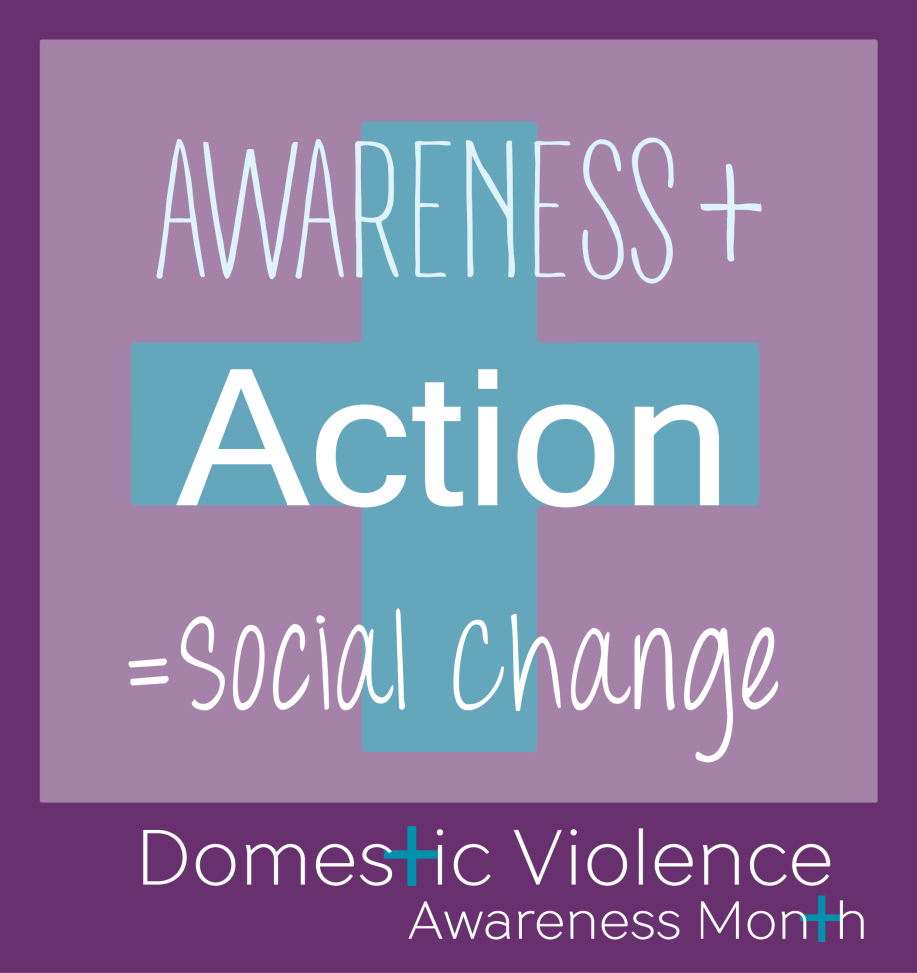 AWARENESS +
Action
= social change
Domestic Violence
Awareness Month